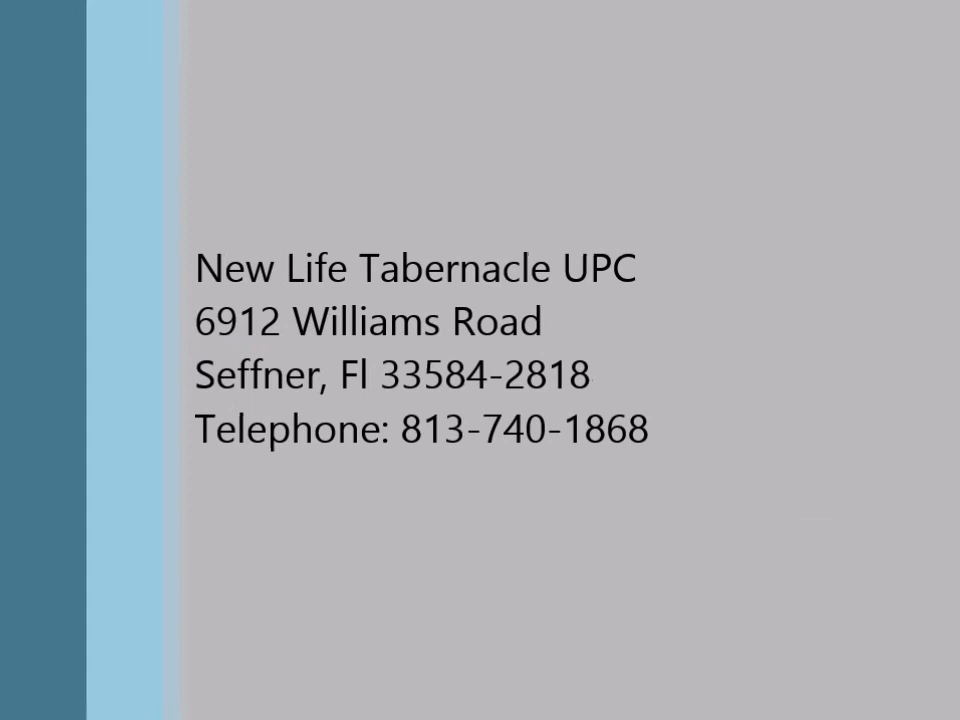 New Life Tabernacle UPC
6912 Williams Road
Seffner, Fl 33584-2818
Telephone: 813-740-1868